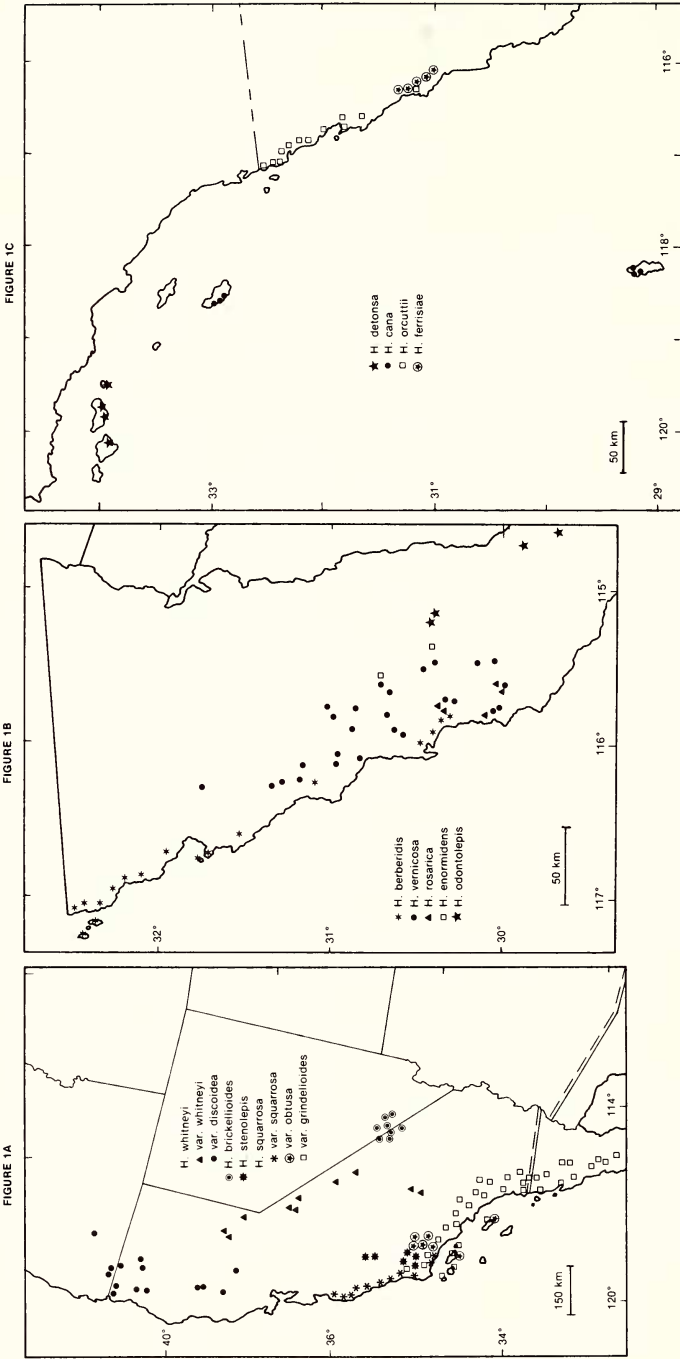 FIGURE 1A
40°
36°
34°
120°
114°
150 km
H. whitneyi
var. whitneyi
var. discoidea
H. brickellioides
H. stenolepis
H. squarrosa
var. squarrosa
var. obtusa
var. grindelioides
FIGURE 1B
32°
31°
30°
117°
116°
115°
50 km
H. berberidis
H. vernicosa
H. rosarica
H. enormidens
H. odontolepis
FIGURE 1C
33°
31°
29°
120°
118°
116°
50 km
H. detonsa
H. cana
H. orcuttii
H. ferrisiae